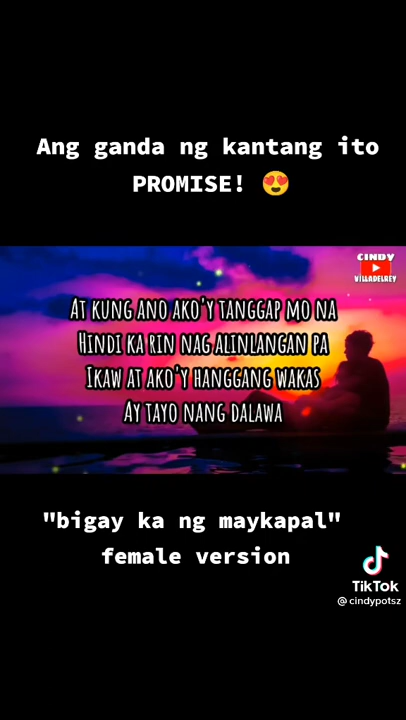 Ang ganda ng kantang ito
PROMISE! 😍
CINDY
VILLADELREY
At kung ano ako'y tanggap mo na
Hindi ka rin nag alinlangan pa
Ikaw at ako'y hanggang wakas
Ay tayo nang dalawa
"bigay ka ng maykapal"
female version
TikTok
@cindypotsz